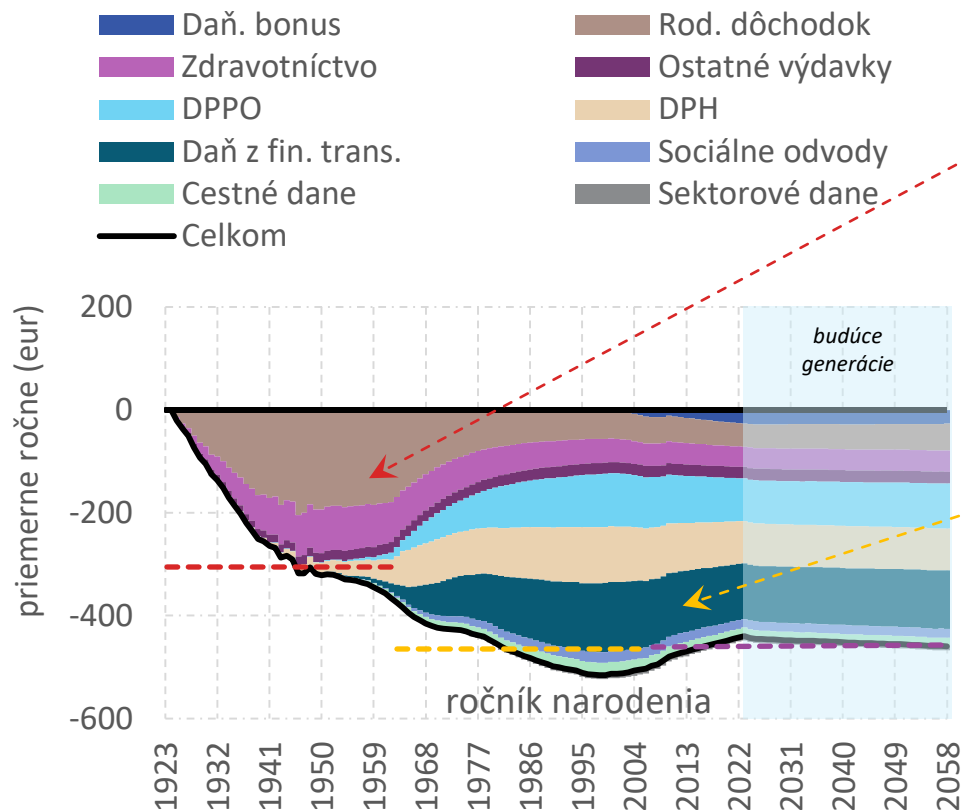 Daň. bonus
Rod. dôchodok
Zdravotníctvo
Ostatné výdavky
DPPO
DPH
Daň z fin. trans.
Sociálne odvody
Cestné dane
Sektorové dane
Celkom
priemerne ročne (eur)
200
0
-200
-400
-600
budúce
generácie
ročník narodenia
1923
1932
1941
1950
1959
1968
1977
1986
1995
2004
2013
2022
2031
2040
2049
2058